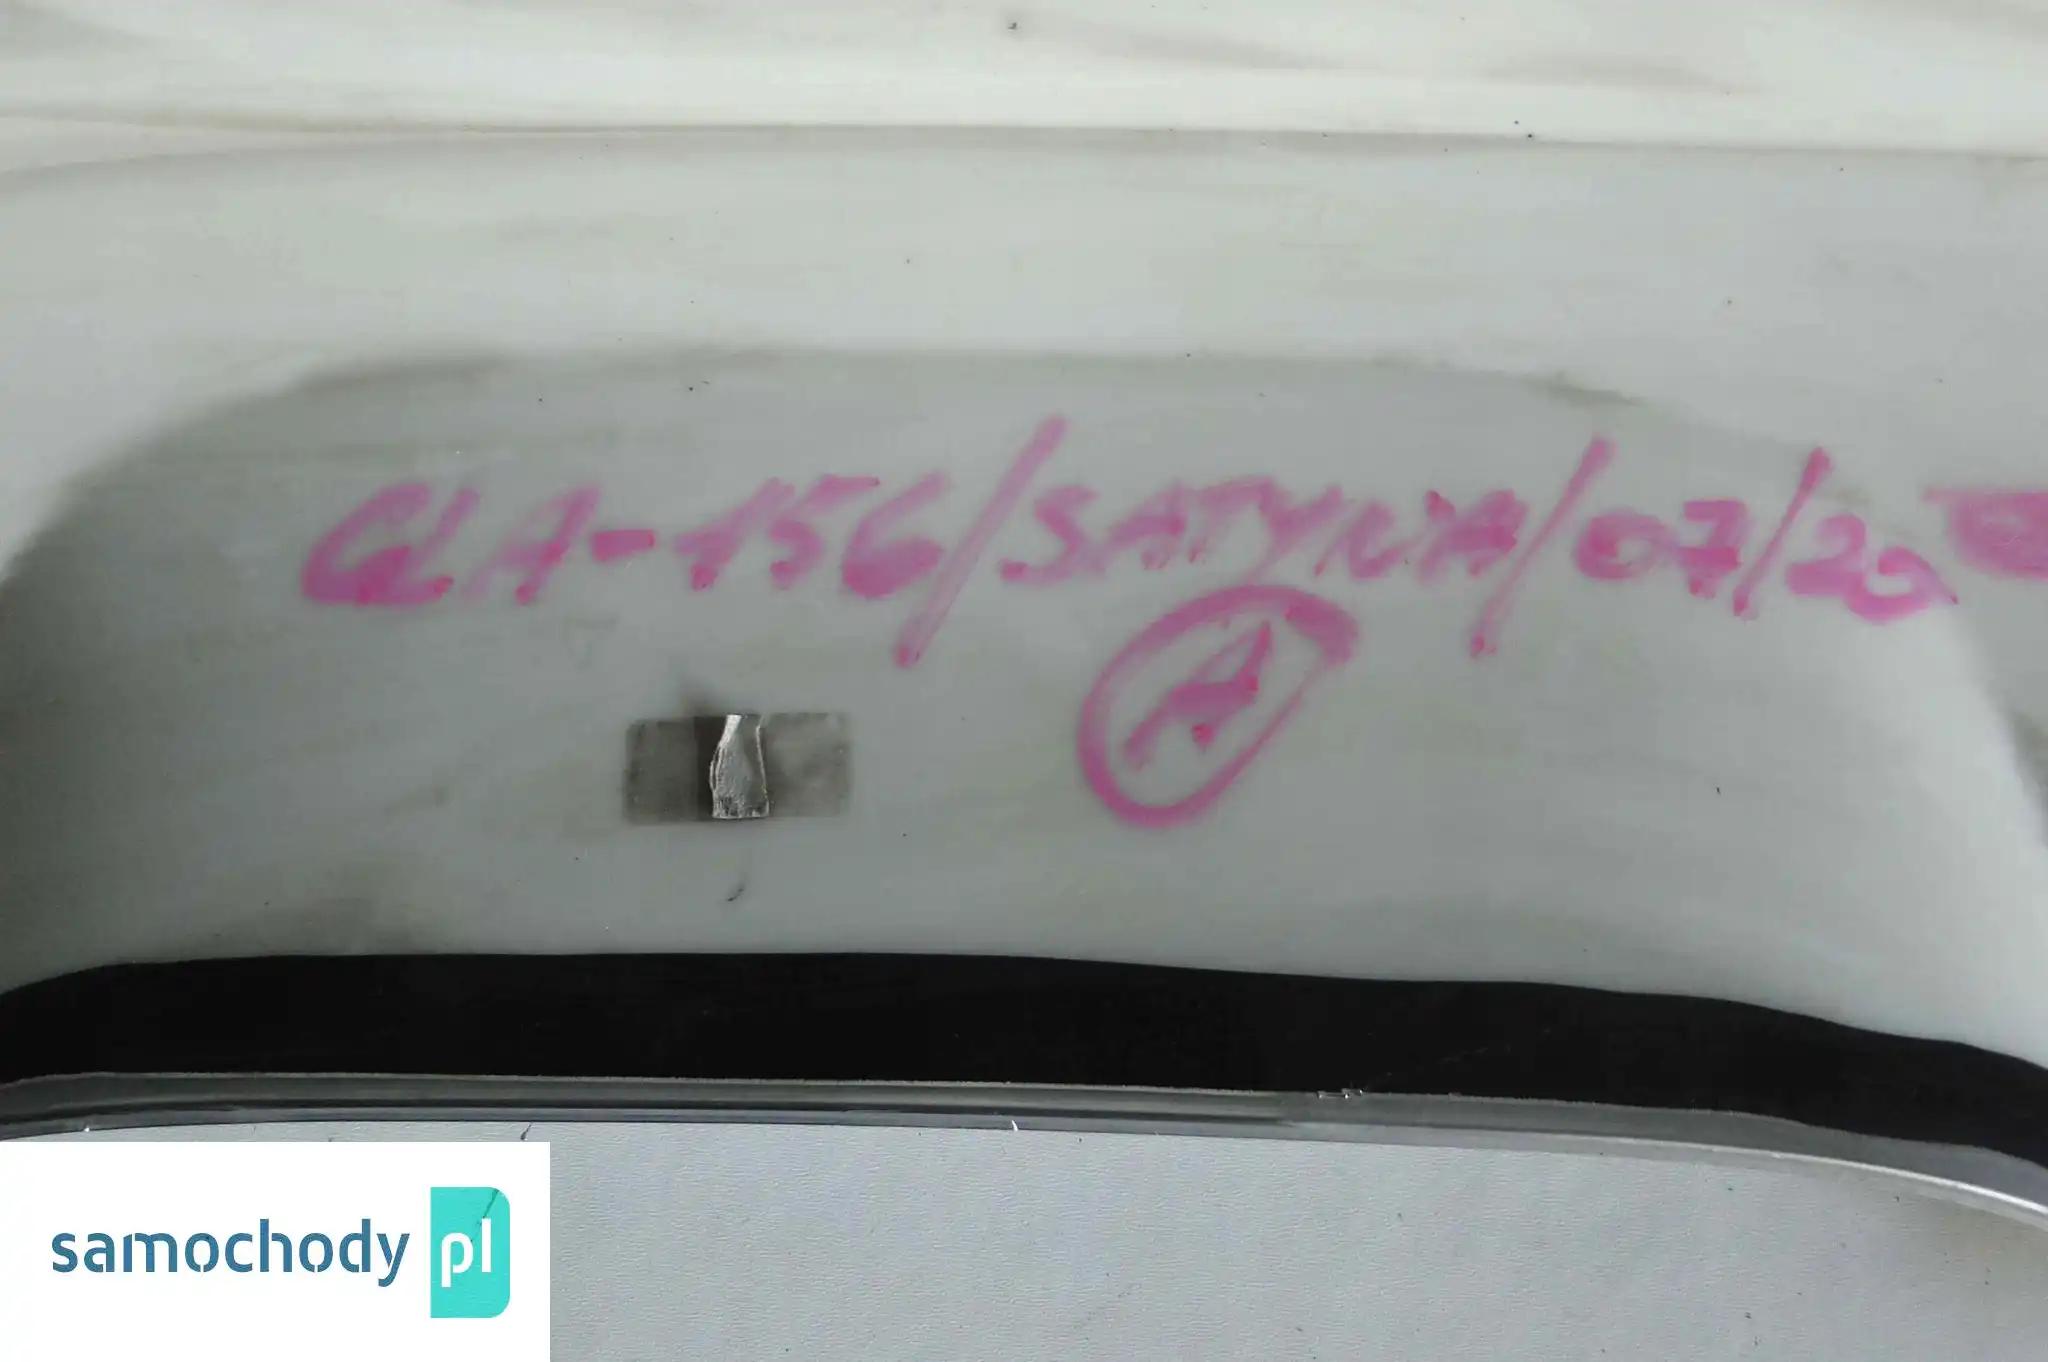 GLA-156/SATYNA/07/20
A
samochody pl